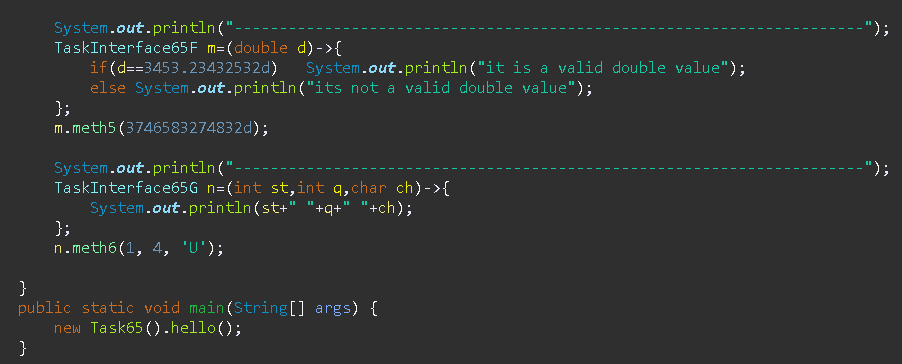 System.out.println("----------------------------------------------------------------------");
TaskInterface65F m=(double d)->{
if(d==3453.23432532d) System.out.println("it is a valid double value");
else System.out.println("its not a valid double value");
};
m.meth5(3746583274832d);
System.out.println("----------------------------------------------------------------------");
TaskInterface65G n=(int st,int q,char ch)->{
System.out.println(st+" "+q+" "+ch);
};
n.meth6(1, 4, 'U');
}
public static void main(String[] args) {
new Task65().hello();
}